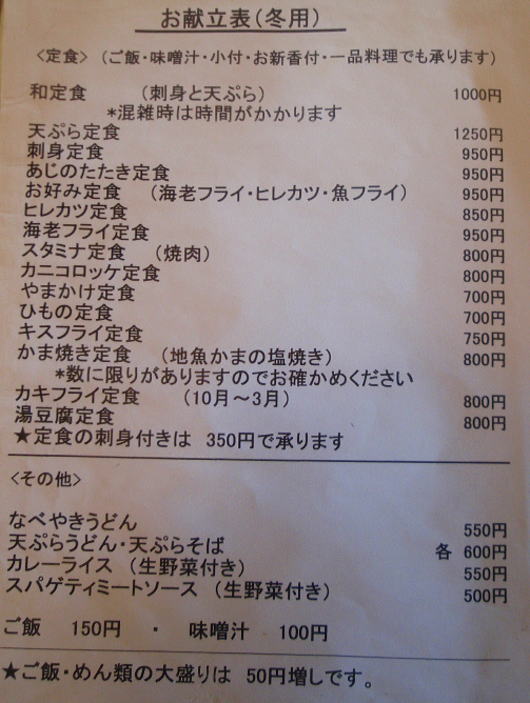 お献立表(冬用)
<定食> (ご飯・味噌汁・小付・お新香付・一品料理でも承ります)
和定食 (刺身と天ぷら) 1000円
*混雑時は時間がかかります
天ぷら定食 1250円
刺身定食 950円
あじのたたき定食 950円
お好み定食 (海老フライ・ヒレカツ・魚フライ) 950円
ヒレカツ定食 850円
海老フライ定食 950円
スタミナ定食 (焼肉) 800円
カニコロッケ定食 800円
やまかけ定食 700円
ひもの定食 700円
キスフライ定食 750円
かま焼き定食 (地魚かまの塩焼き) 800円
*数に限りがありますのでお確かめください
カキフライ定食 (10月~3月) 800円
湯豆腐定食 800円
★定食の刺身付きは 350円で承ります
<その他>
なべやきうどん 550円
天ぷらうどん・天ぷらそば 各 600円
カレーライス (生野菜付き) 550円
スパゲティミートソース (生野菜付き) 500円
ご飯 150円 ・ 味噌汁 100円
★ご飯・めん類の大盛りは 50円増しです。